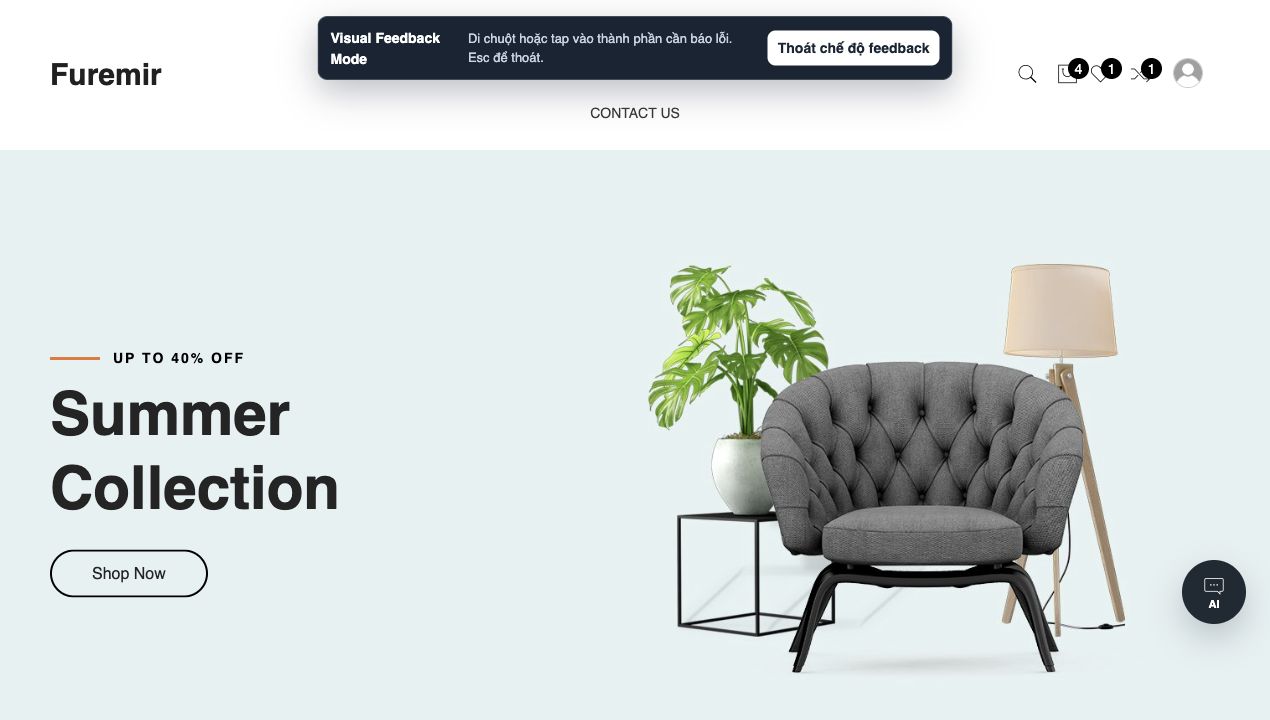 Visual Feedback
Mode
Di chuột hoặc tap vào thành phần cần báo lỗi.
Esc để thoát.
Thoát chế độ feedback
Furemir
4
1
1
CONTACT US
UP TO 40% OFF
Summer
Collection
Shop Now
AI